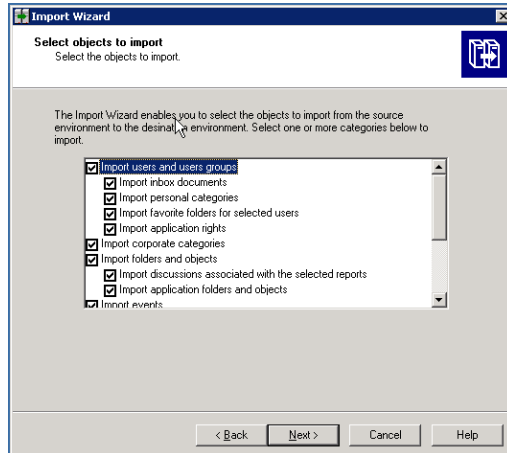 Import Wizard
Select objects to import
Select the objects to import.
The Import Wizard enables you to select the objects to import from the source
environment to the desination environment. Select one or more categories below to
import.
Import users and users groups
Import inbox documents
Import personal categories
Import favorite folders for selected users
Import application rights
Import corporate categories
Import folders and objects
Import discussions associated with the selected reports
Import application folders and objects
Import events
< Back Next > Cancel Help